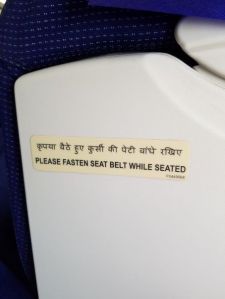 कृपया बैठे हुए कुर्सी की पेटी बांधे रखिए
PLEASE FASTEN SEAT BELT WHILE SEATED